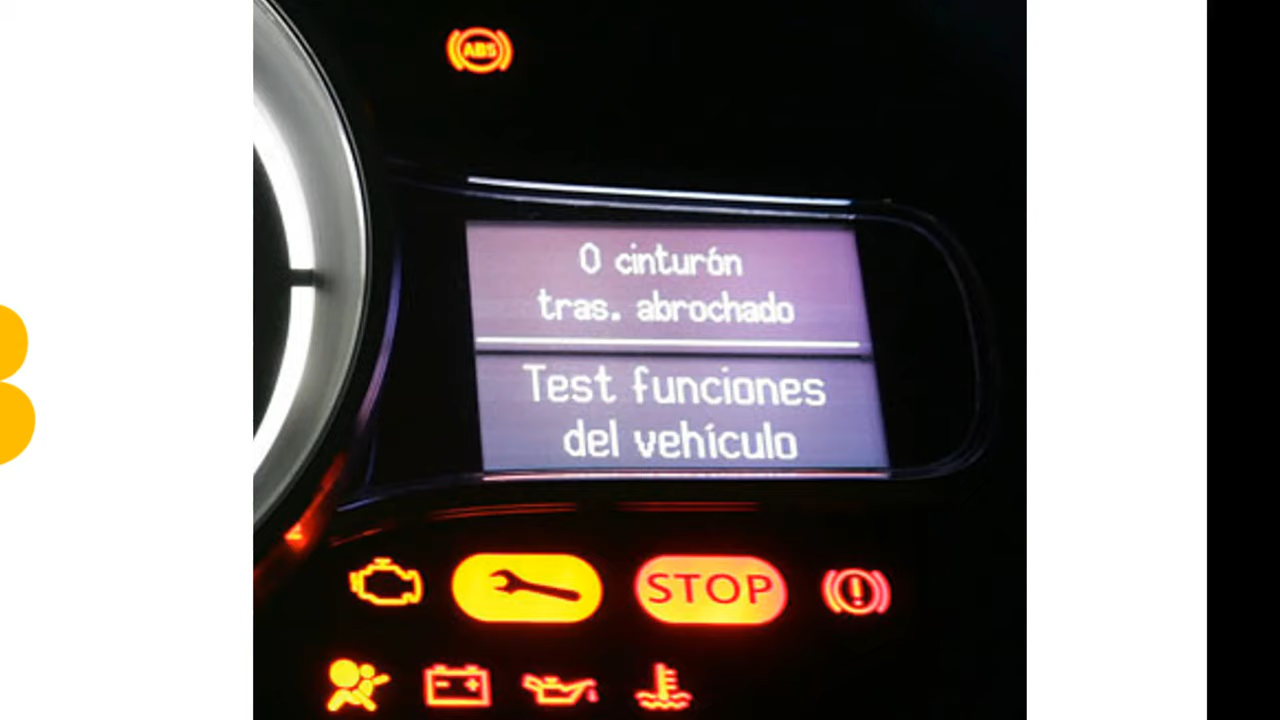 ABS
0 cinturón
tras. abrochado
Test funciones
del vehículo
STOP